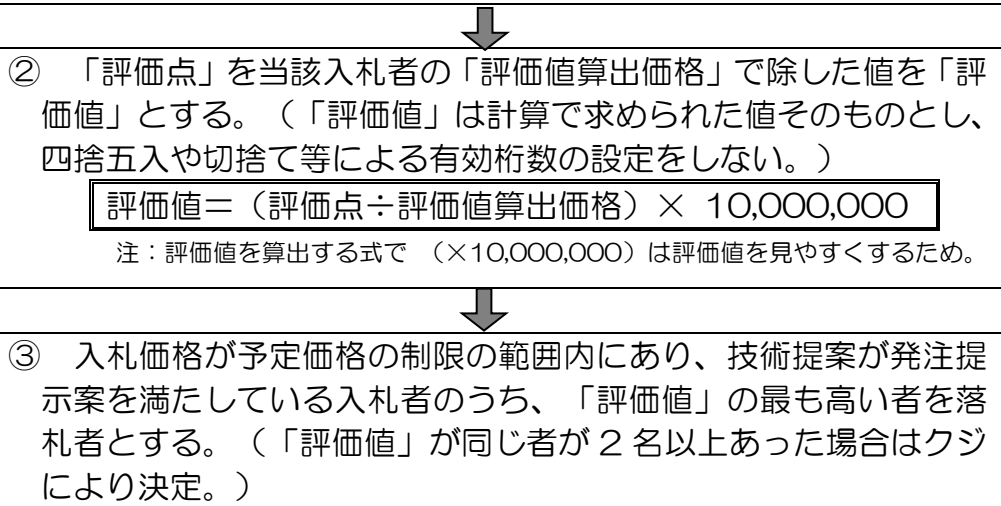 ② 「評価点」を当該入札者の「評価値算出価格」で除した値を「評
価値」とする。（「評価値」は計算で求められた値そのものとし、
四捨五入や切捨て等による有効桁数の設定をしない。）
評価値＝（評価点÷評価値算出価格）× 10,000,000
注：評価値を算出する式で （×10,000,000）は評価値を見やすくするため。
③ 入札価格が予定価格の制限の範囲内にあり、技術提案が発注提
示案を満たしている入札者のうち、「評価値」の最も高い者を落
札者とする。（「評価値」が同じ者が２名以上あった場合はクジ
により決定。）